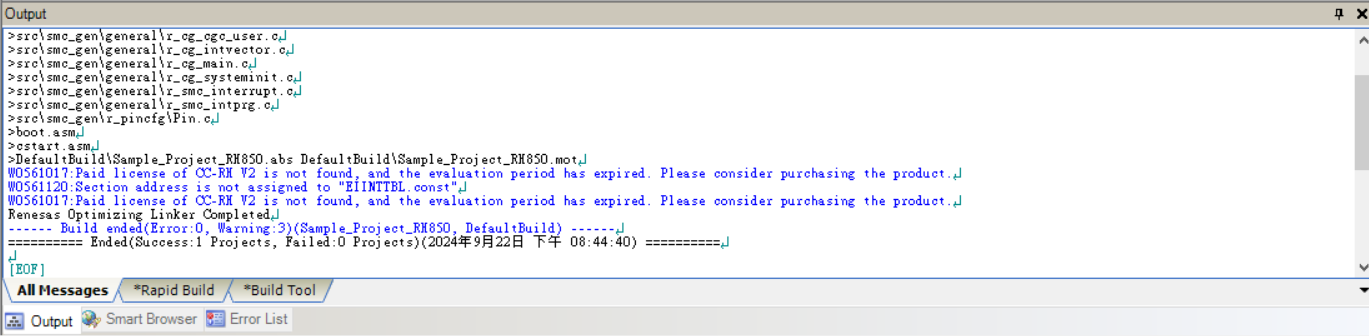 Output
>src\smc_gen\general\r_cg_cgc_user.c
>src\smc_gen\general\r_cg_intvector.c
>src\smc_gen\general\r_cg_main.c
>src\smc_gen\general\r_cg_systeminit.c
>src\smc_gen\general\r_smc_interrupt.c
>src\smc_gen\general\r_smc_intprg.c
>src\smc_gen\r_pincfg\Pin.c
>boot.asm
>cstart.asm
>DefaultBuild\Sample_Project_RH850.abs DefaultBuild\Sample_Project_RH850.mot
W0561017:Paid license of CC-RH V2 is not found, and the evaluation period has expired. Please consider purchasing the product.
W0561120:Section address is not assigned to "EIINTTBL.const"
W0561017:Paid license of CC-RH V2 is not found, and the evaluation period has expired. Please consider purchasing the product.
Renesas Optimizing Linker Completed
------ Build ended(Error:0, Warning:3)(Sample_Project_RH850, DefaultBuild) ------
========== Ended(Success:1 Projects, Failed:0 Projects)(2024年9月22日 下午 08:44:40) ==========
[EOF]
All Messages *Rapid Build *Build Tool
Output Smart Browser Error List